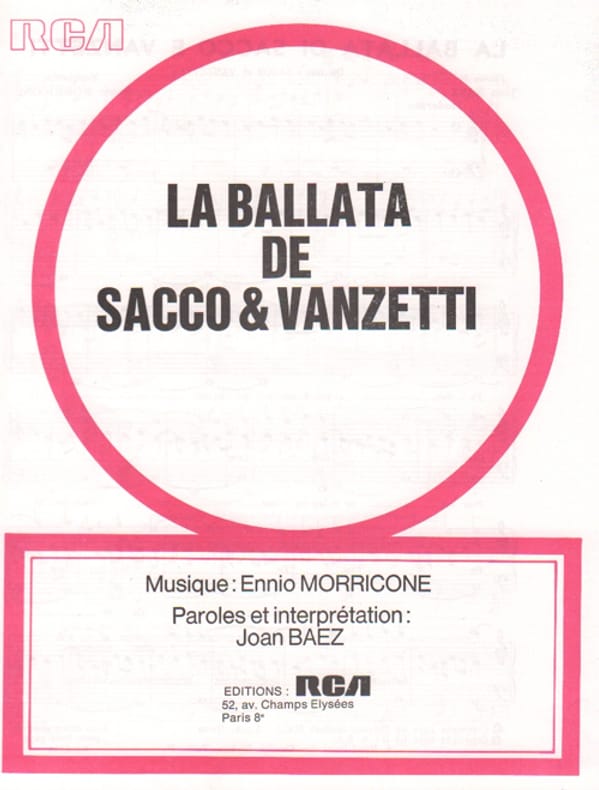 RCA
LA BALLATA
DE
SACCO & VANZETTI
Musique : Ennio MORRICONE
Paroles et interprétation :
Joan BAEZ
EDITIONS : RCA
52, av. Champs Elysées
Paris 8e